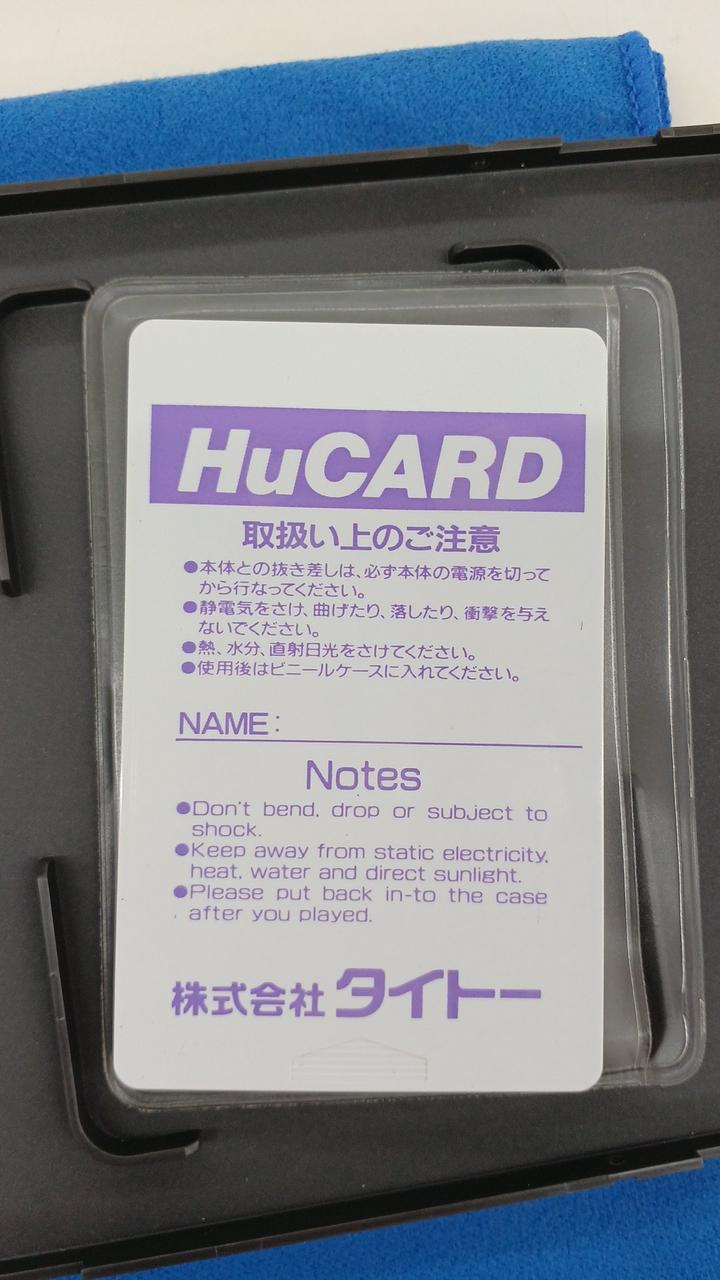 HuCARD
取扱い上のご注意
●本体との抜き差しは、必ず本体の電源を切って
から行なってください。
●静電気をさけ、曲げたり、落したり、衝撃を与え
ないでください。
●熱、水分、直射日光をさけてください。
●使用後はビニールケースに入れてください。
NAME:
Notes
●Don't bend, drop or subject to
shock.
●Keep away from static electricity,
heat, water and direct sunlight.
●Please put back in-to the case
after you played.
株式会社タイトー